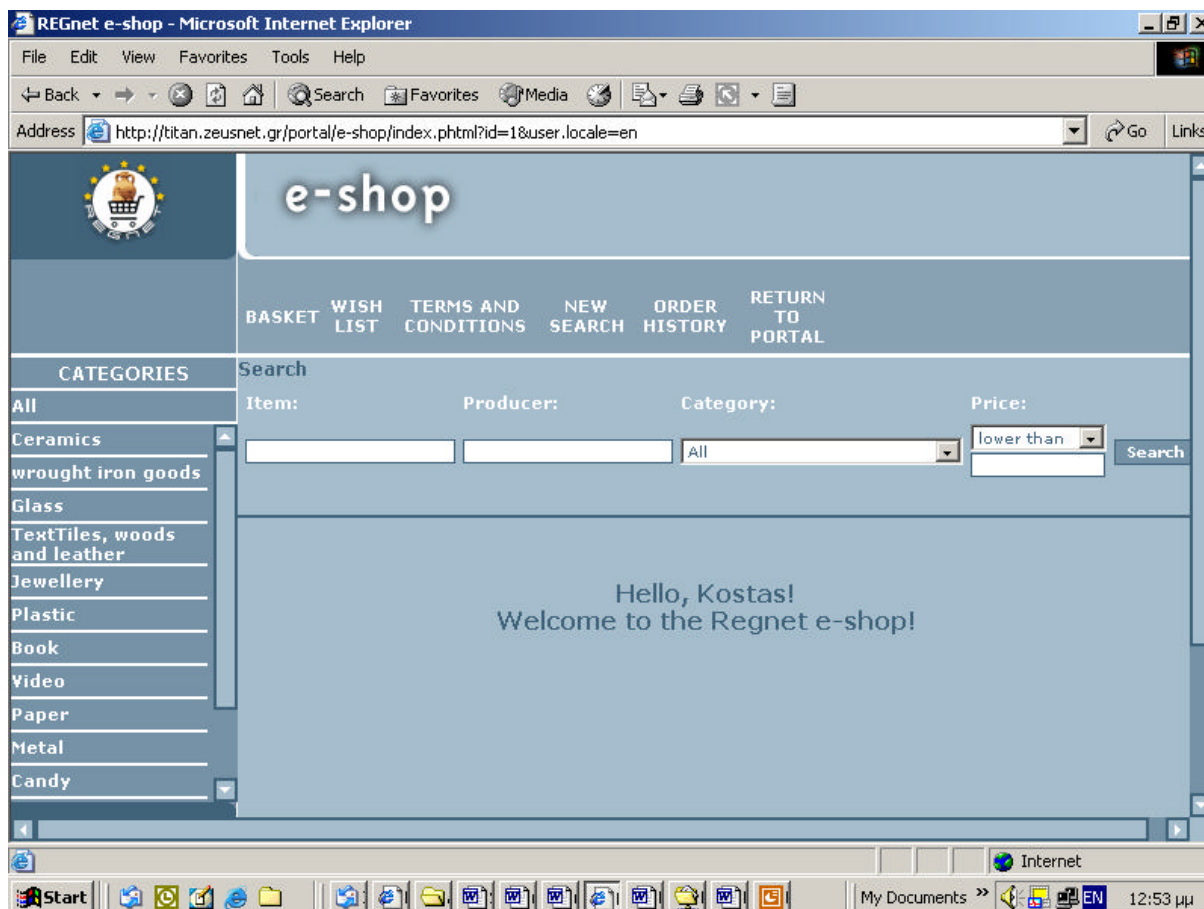 REGnet e-shop - Microsoft Internet Explorer
File Edit View Favorites Tools Help
Back Search Favorites Media
Address http://titan.zeusnet.gr/portal/e-shop/index.phtml?id=1&user.locale=en Go Links
REGNET
e-shop
BASKET WISH LIST TERMS AND CONDITIONS NEW SEARCH ORDER HISTORY RETURN TO PORTAL
CATEGORIES
All
Ceramics
wrought iron goods
Glass
TextTiles, woods
and leather
Jewellery
Plastic
Book
Video
Paper
Metal
Candy
Search
Item: Producer: Category: Price:
All lower than Search
Hello, Kostas!
Welcome to the Regnet e-shop!
Internet
Start My Documents » EN 12:53 μμ